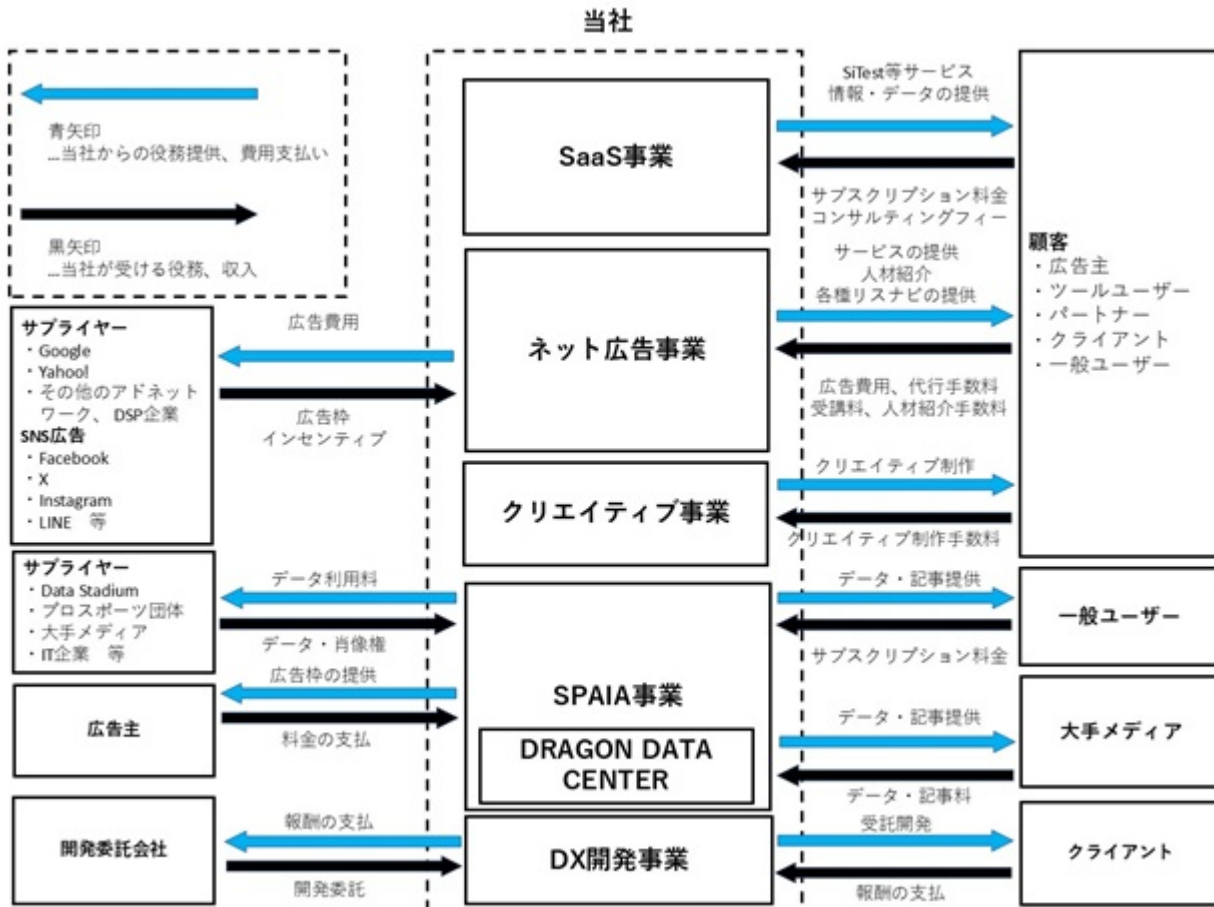 当社
青矢印
…当社からの役務提供、費用支払い
黒矢印
…当社が受ける役務、収入
サプライヤー
・Google
・Yahoo!
・その他のアドネット
ワーク、DSP企業
SNS広告
・Facebook
・X
・Instagram
・LINE 等
サプライヤー
・Data Stadium
・プロスポーツ団体
・大手メディア
・IT企業 等
広告主
開発委託会社
広告費用
広告枠
インセンティブ
データ利用料
データ・肖像権
広告枠の提供
料金の支払
報酬の支払
開発委託
SaaS事業
ネット広告事業
クリエイティブ事業
SPAIA事業
DRAGON DATA
CENTER
DX開発事業
SiTest等サービス
情報・データの提供
サブスクリプション料金
コンサルティングフィー
サービスの提供
人材紹介
各種リスナビの提供
広告費用、代行手数料
受講料、人材紹介手数料
クリエイティブ制作
クリエイティブ制作手数料
データ・記事提供
サブスクリプション料金
データ・記事提供
データ・記事料
受託開発
報酬の支払
顧客
・広告主
・ツールユーザー
・パートナー
・クライアント
・一般ユーザー
一般ユーザー
大手メディア
クライアント